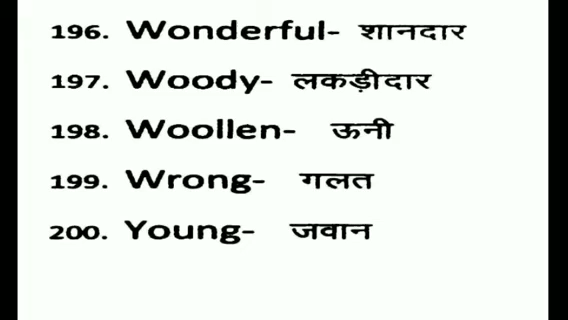 196. Wonderful- शानदार
197. Woody- लकड़ीदार
198. Woollen- ऊनी
199. Wrong- गलत
200. Young- जवान